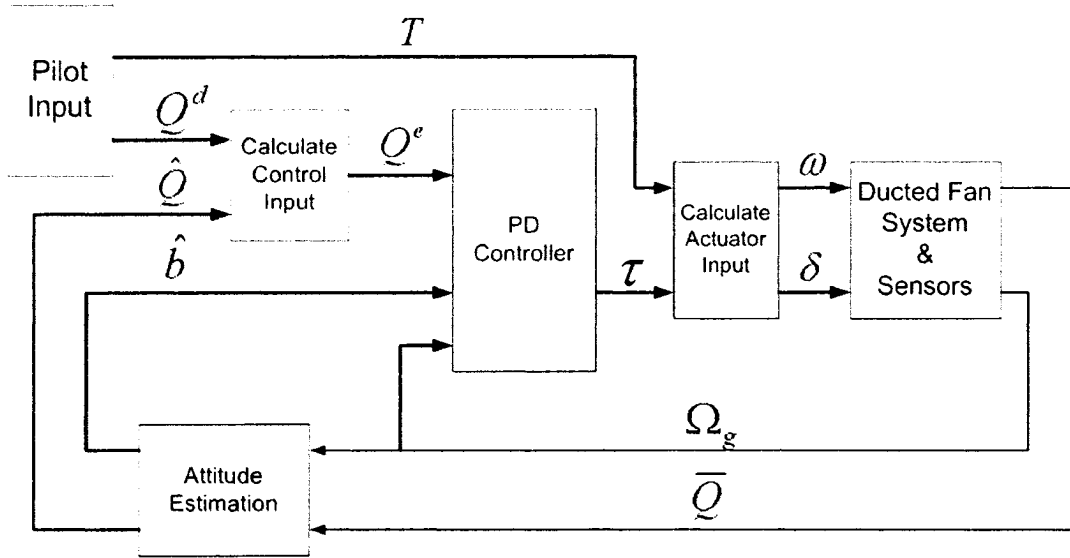 T
Pilot
Input
Q^d
Calculate
Control
Input
Q^e
Q̂
b̂
PD
Controller
τ
Calculate
Actuator
Input
ω
δ
Ducted Fan
System
&
Sensors
Ω_g
Q̅
Attitude
Estimation